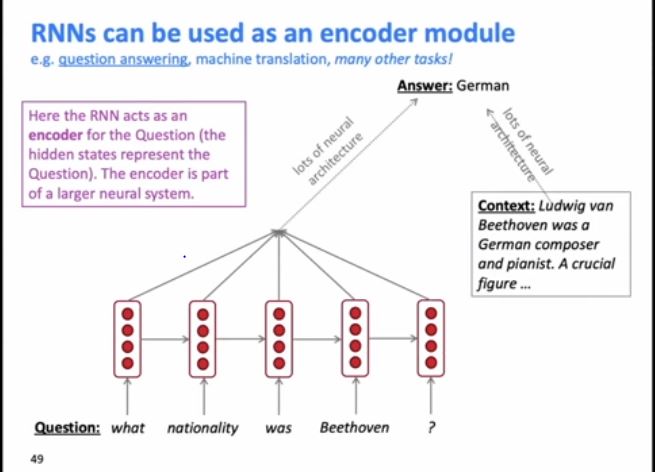 RNNs can be used as an encoder module
e.g. question answering, machine translation, many other tasks!
Answer: German
Here the RNN acts as an
encoder for the Question (the
hidden states represent the
Question). The encoder is part
of a larger neural system.
lots of neural
architecture
lots of neural
architecture
Context: Ludwig van
Beethoven was a
German composer
and pianist. A crucial
figure ...
Question: what nationality was Beethoven ?
49